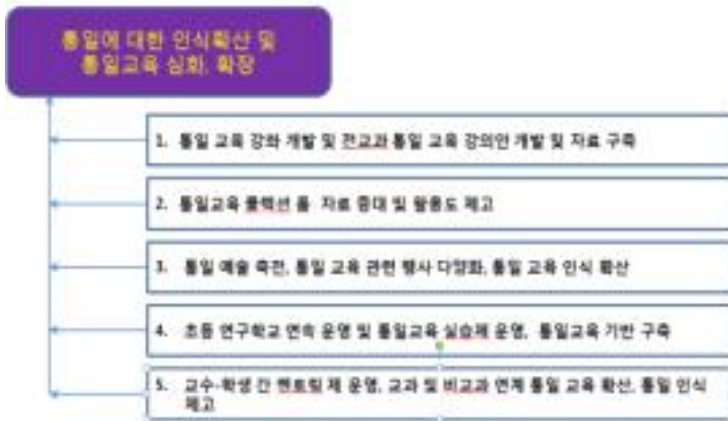 통일에 대한 인식확산 및
통일교육 심화, 확장
1. 통일 교육 강좌 개발 및 전교과 통일 교육 강의안 개발 및 자료 구축
2. 통일교육 콜렉션 룸 자료 증대 및 활용도 제고
3. 통일 예술 축전, 통일 교육 관련 행사 다양화, 통일 교육 인식 확산
4. 초등 연구학교 연속 운영 및 통일교육 실습제 운영, 통일교육 기반 구축
5. 교수-학생 간 멘토링 제 운영, 교과 및 비교과 연계 통일 교육 확산, 통일 인식
제고